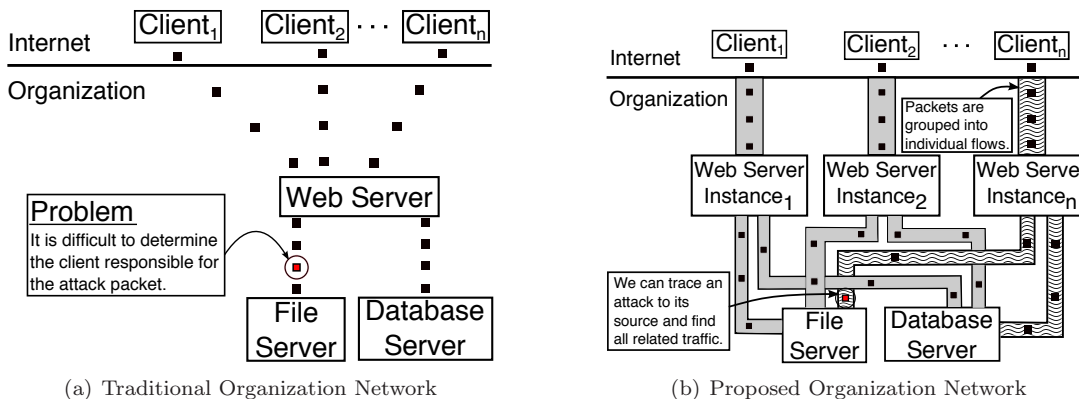 Client1
Client2
· · ·
Clientn
Internet
Organization
Web Server
Problem
It is difficult to determine
the client responsible for
the attack packet.
File
Server
Database
Server
(a) Traditional Organization Network
Client1
Client2
· · ·
Clientn
Internet
Organization
Packets are
grouped into
individual flows.
Web Server
Instance1
Web Server
Instance2
Web Serve
Instancen
We can trace an
attack to its
source and find
all related traffic.
File
Server
Database
Server
(b) Proposed Organization Network